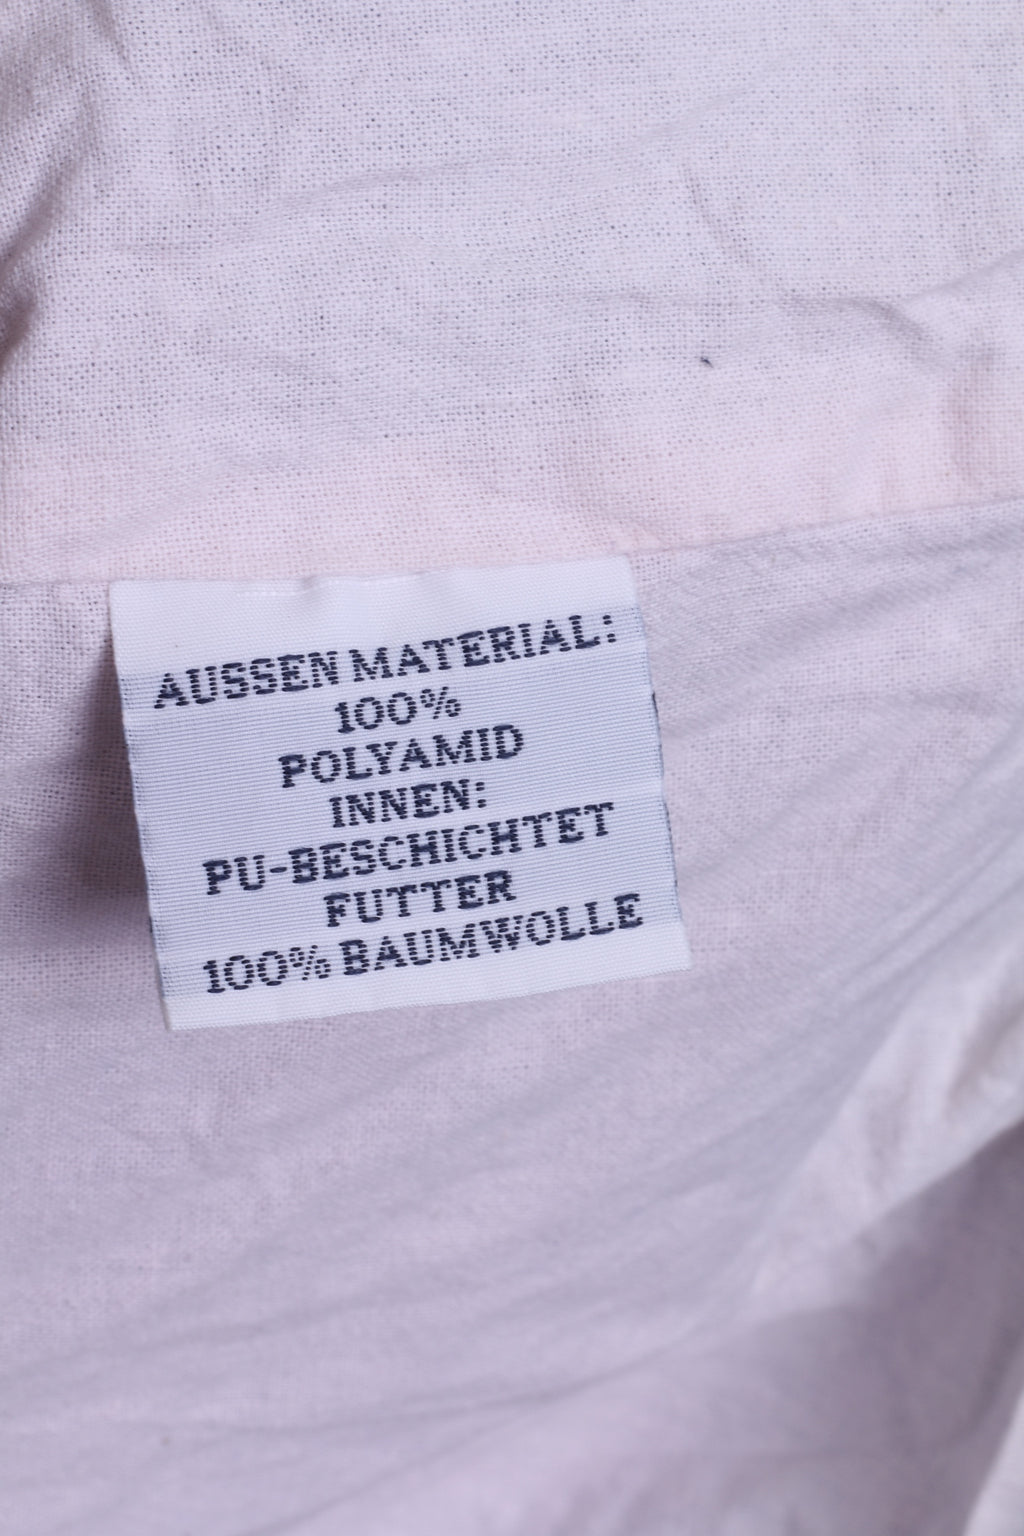 AUSSEN MATERIAL:
100%
POLYAMID
INNEN:
PU-BESCHICHTET
FUTTER
100% BAUMWOLLE